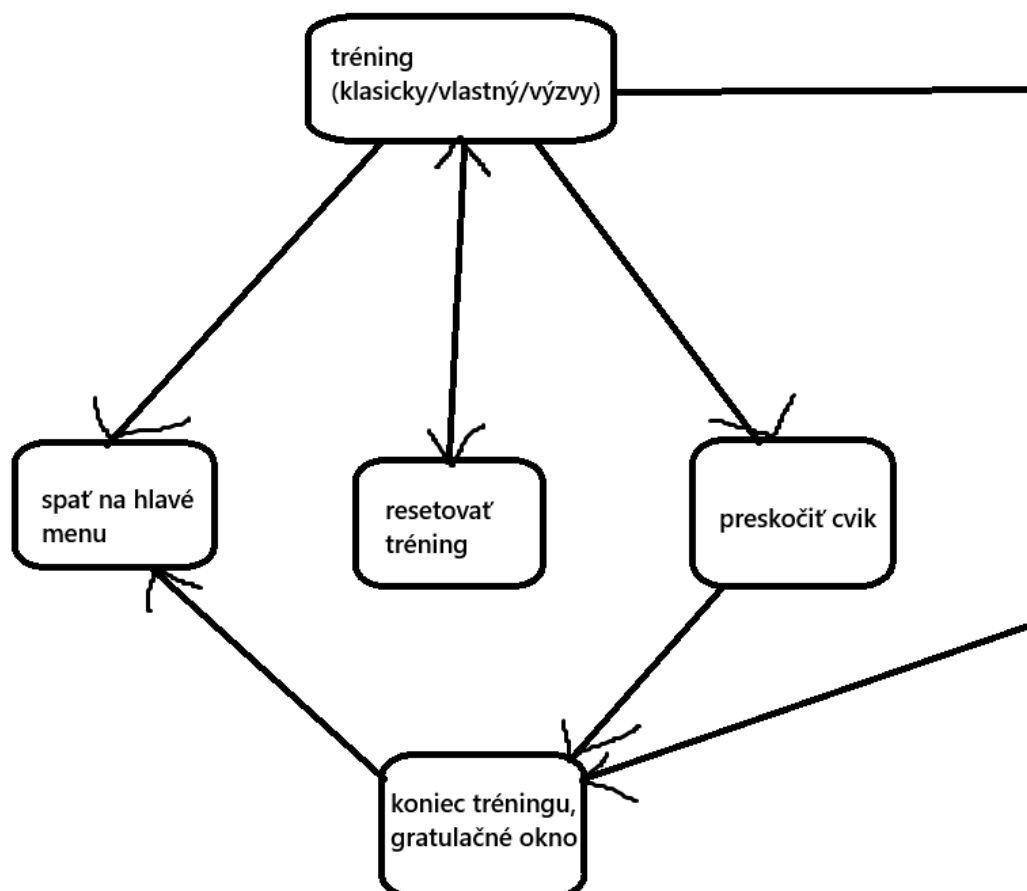 tréning
(klasicky/vlastný/výzvy)
spať na hlavé
menu
resetovať
tréning
preskočiť cvik
koniec tréningu,
gratulačné okno